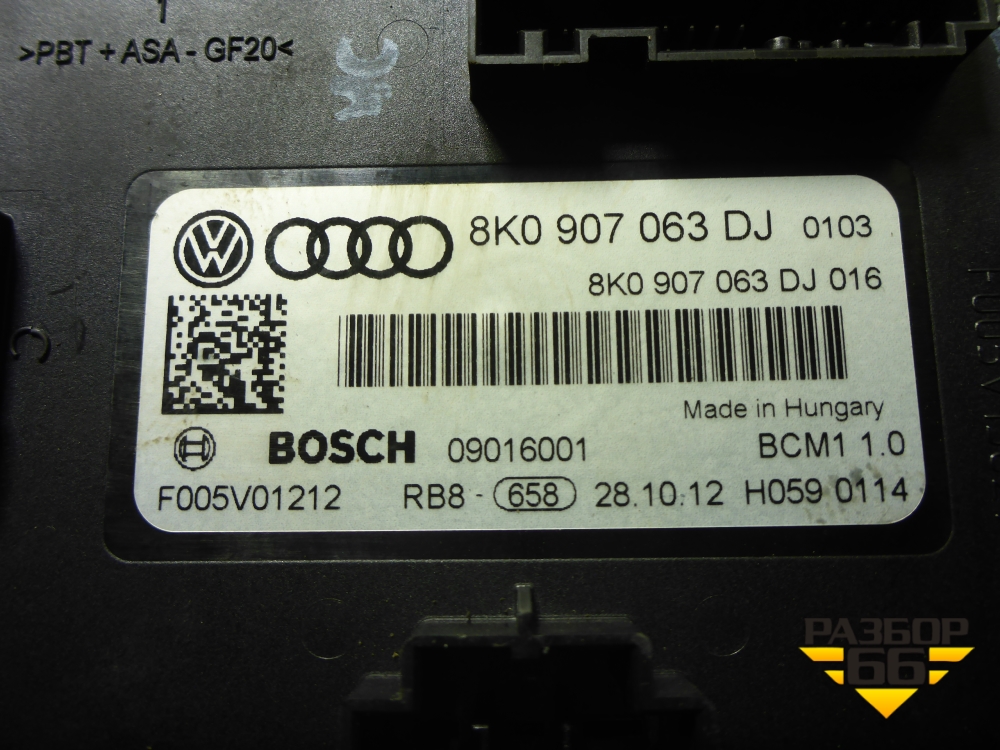 1
>PBT + ASA - GF20<
8K0 907 063 DJ 0103
8K0 907 063 DJ 016
Made in Hungary
BOSCH 09016001 BCM1 1.0
F005V01212 RB8 - 658 28.10.12 H059 0114
C
РАЗБОР
66